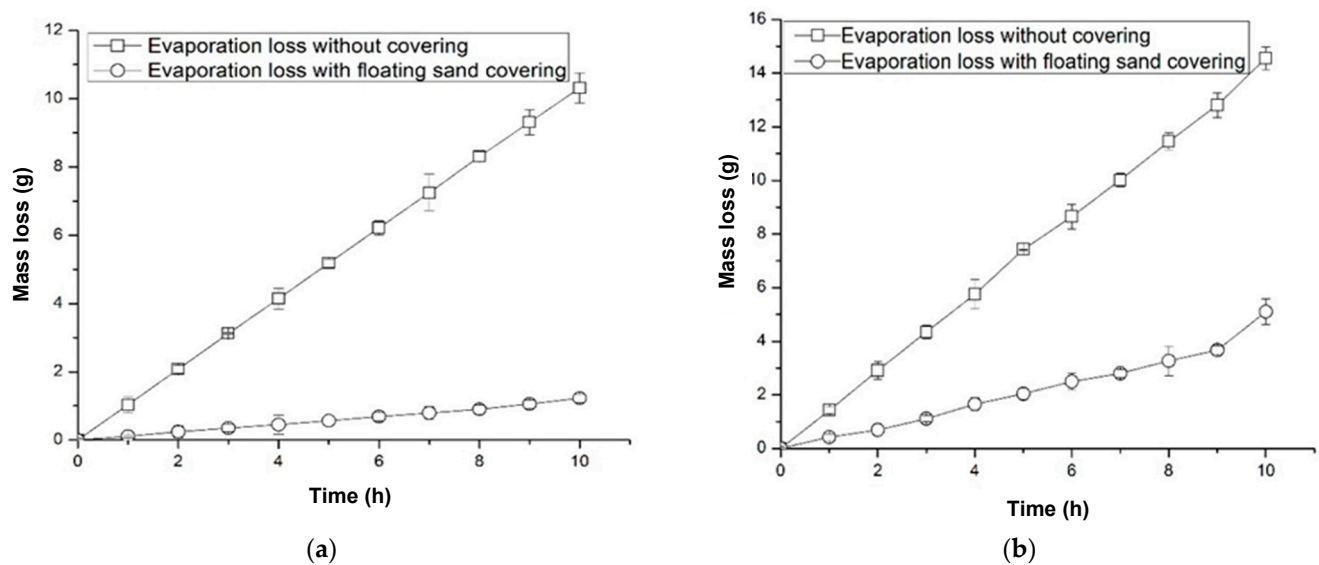 12
10
8
6
4
2
0
Mass loss (g)
Evaporation loss without covering
Evaporation loss with floating sand covering
0 2 4 6 8 10
Time (h)
(a)
16
14
12
10
8
6
4
2
0
Mass loss (g)
Evaporation loss without covering
Evaporation loss with floating sand covering
0 2 4 6 8 10
Time (h)
(b)